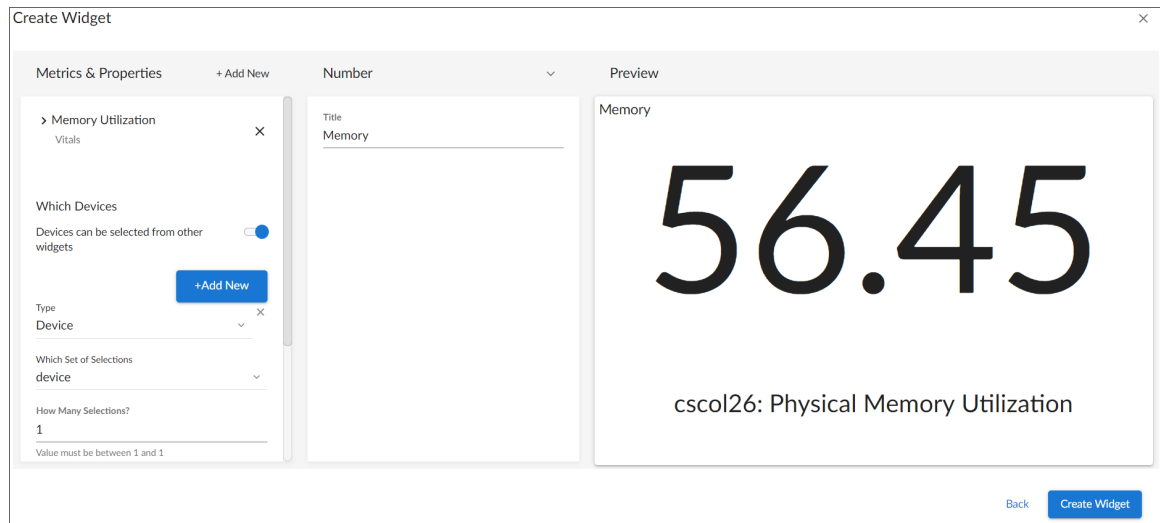 Create Widget
Metrics & Properties
+ Add New
Number
Preview
Memory Utilization
Vitals
Which Devices
Devices can be selected from other
widgets
+Add New
Type
Device
Which Set of Selections
device
How Many Selections?
1
Value must be between 1 and 1
Title
Memory
Memory
56.45
cscol26: Physical Memory Utilization
Back
Create Widget